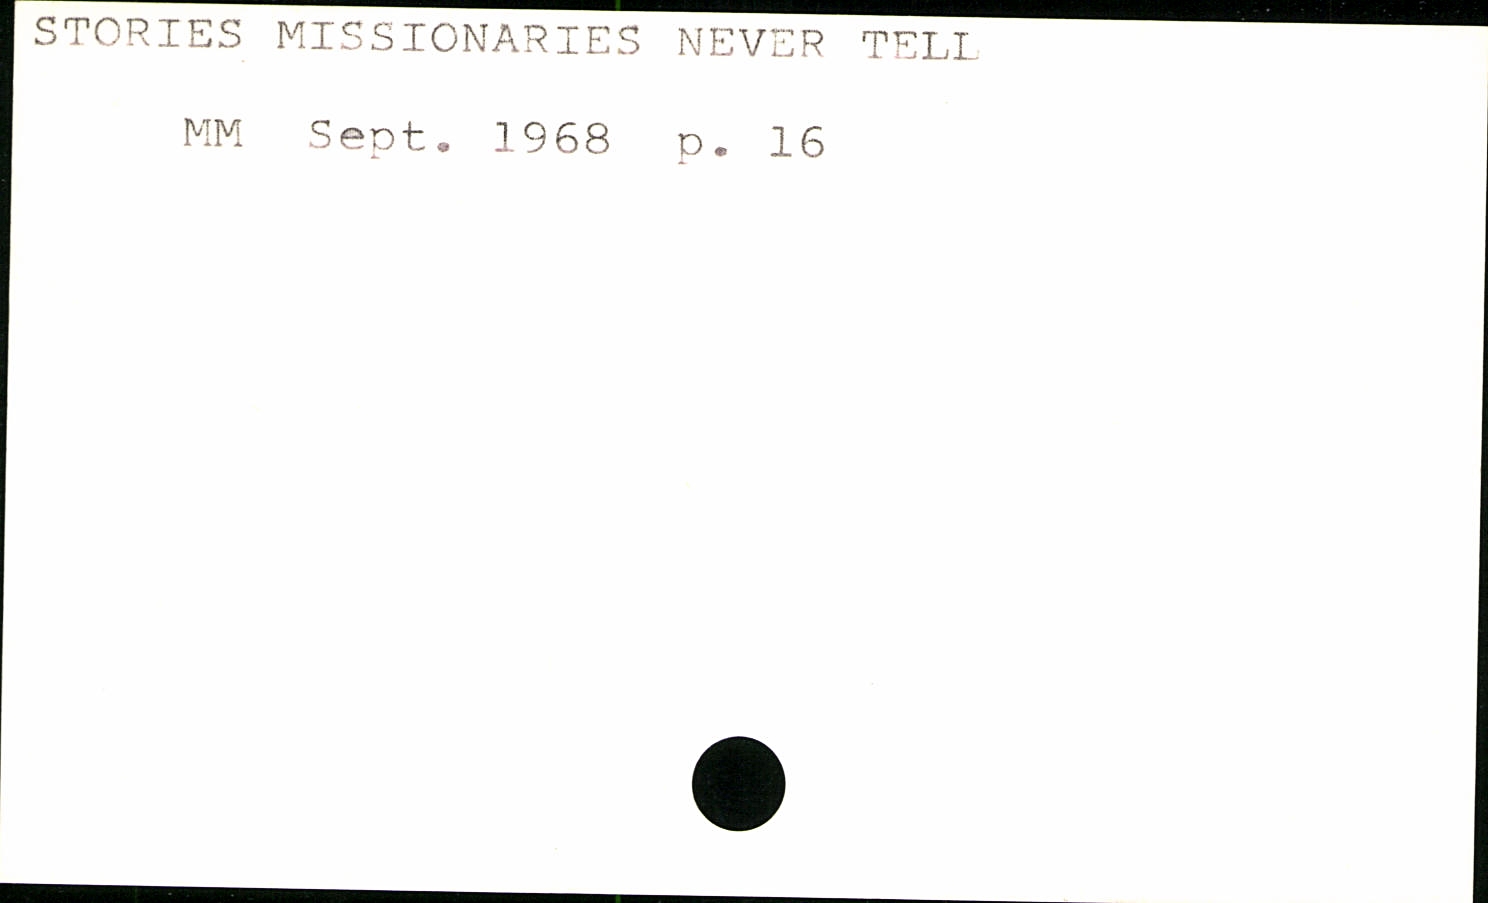 STORIES MISSIONARIES NEVER TELL
MM Sept. 1968 p. 16